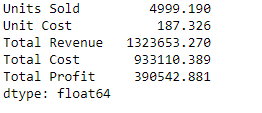 Units Sold 4999.190
Unit Cost 187.326
Total Revenue 1323653.270
Total Cost 933110.389
Total Profit 390542.881
dtype: float64